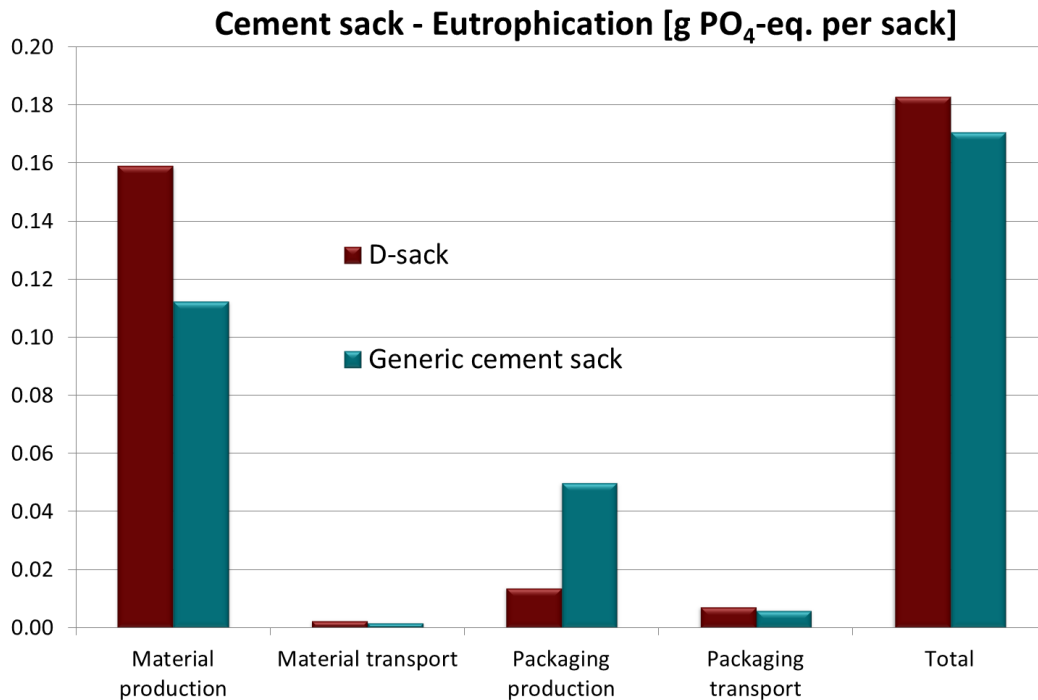 Cement sack - Eutrophication [g PO₄-eq. per sack]
0.20
0.18
0.16
0.14
0.12
0.10
0.08
0.06
0.04
0.02
0.00
D-sack
Generic cement sack
Material
production
Material transport
Packaging
production
Packaging
transport
Total